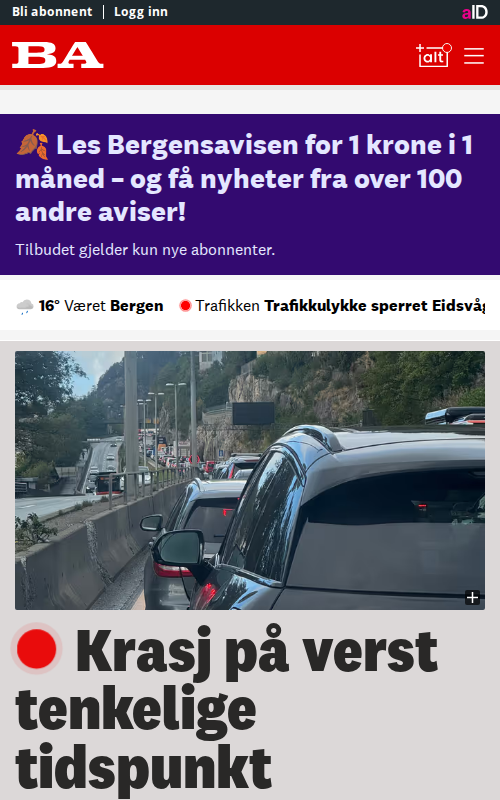 Bli abonnent | Logg inn
aID
BA
+alt
🍂 Les Bergensavisen for 1 krone i 1
måned – og få nyheter fra over 100
andre aviser!
Tilbudet gjelder kun nye abonnenter.
16° Været Bergen Trafikken Trafikkulykke sperret Eidsvåg
Krasj på verst
tenkelige
tidspunkt